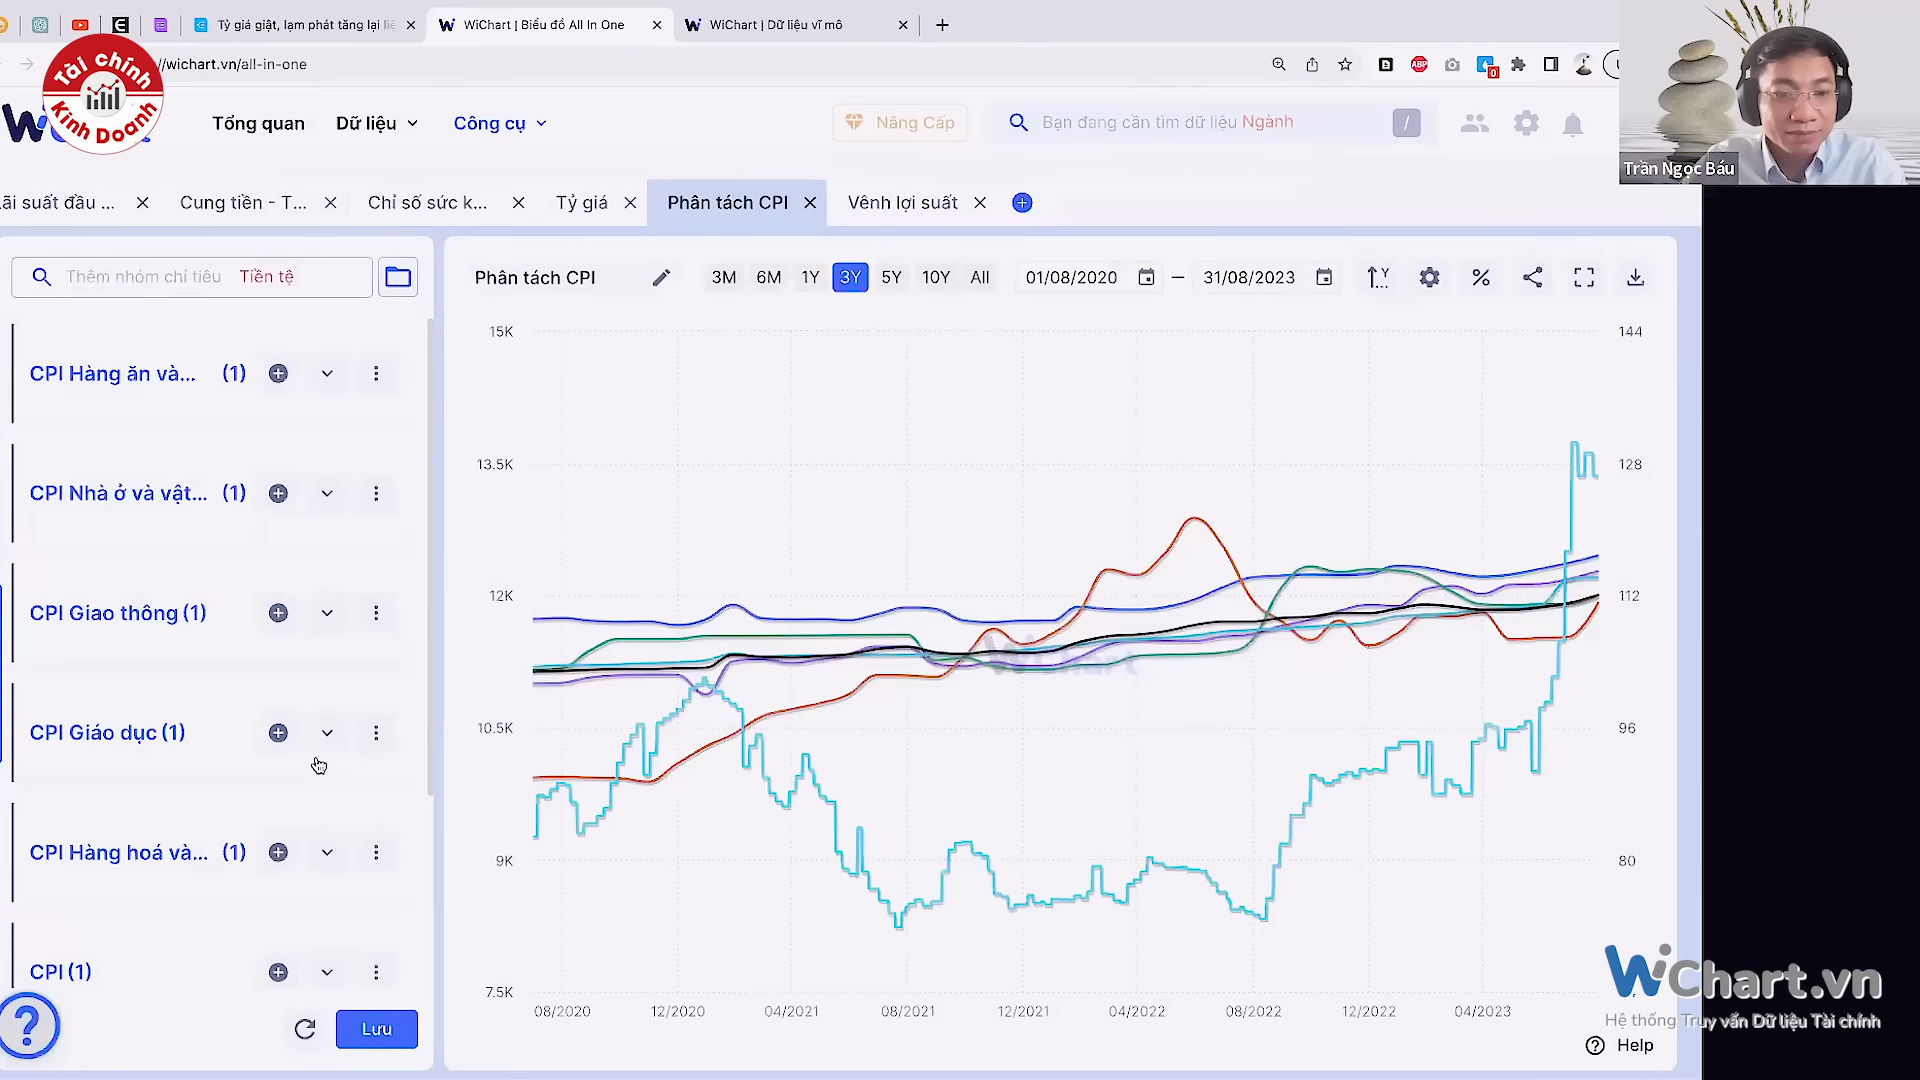 Tỷ giá giật, lạm phát tăng lại liệ
WiChart | Biểu đồ All In One
WiChart | Dữ liệu vĩ mô
//wichart.vn/all-in-one
ABP
0
Tài chính
Kinh Doanh
Tổng quan
Dữ liệu
Công cụ
Nâng Cấp
Bạn đang cần tìm dữ liệu Ngành
/
Trần Ngọc Báu
ãi suất đầu ...
Cung tiền - T...
Chỉ số sức k...
Tỷ giá
Phân tách CPI
Vênh lợi suất
Thêm nhóm chỉ tiêu Tiền tệ
Phân tách CPI
3M
6M
1Y
3Y
5Y
10Y
All
01/08/2020
–
31/08/2023
Y
%
CPI Hàng ăn và... (1)
CPI Nhà ở và vật... (1)
CPI Giao thông (1)
CPI Giáo dục (1)
CPI Hàng hoá và... (1)
CPI (1)
?
Lưu
15K
13.5K
12K
10.5K
9K
7.5K
144
128
112
96
80
WiChart
08/2020
12/2020
04/2021
08/2021
12/2021
04/2022
08/2022
12/2022
04/2023
WiChart.vn
Hệ thống Truy vấn Dữ liệu Tài chính
Help